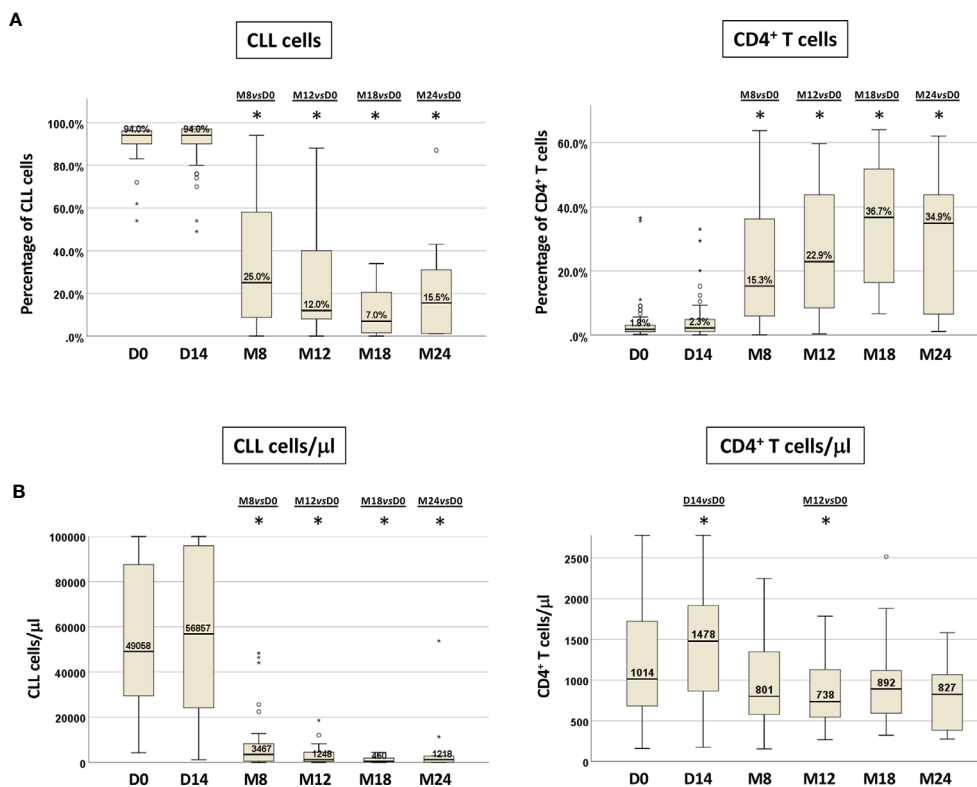 A
CLL cells
CD4⁺ T cells
M8vsD0 M12vsD0 M18vsD0 M24vsD0
* * * *
M8vsD0 M12vsD0 M18vsD0 M24vsD0
* * * *
Percentage of CLL cells
100.0%
80.0%
60.0%
40.0%
20.0%
.0%
94.0% 94.0% 25.0% 12.0% 7.0% 15.5%
D0 D14 M8 M12 M18 M24
Percentage of CD4⁺ T cells
60.0%
40.0%
20.0%
.0%
1.8% 2.3% 15.3% 22.9% 36.7% 34.9%
D0 D14 M8 M12 M18 M24
B
CLL cells/µl
CD4⁺ T cells/µl
M8vsD0 M12vsD0 M18vsD0 M24vsD0
* * * *
D14vsD0 M12vsD0
* *
CLL cells/µl
100000
80000
60000
40000
20000
0
49058 56857 3467 1248 460 1218
D0 D14 M8 M12 M18 M24
CD4⁺ T cells/µl
2500
2000
1500
1000
500
0
1014 1478 801 738 892 827
D0 D14 M8 M12 M18 M24